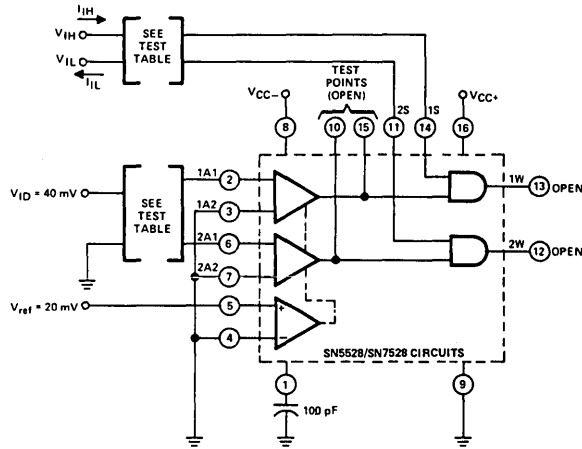 I_IH
V_IH
V_IL
I_IL
SEE
TEST
TABLE
TEST
POINTS
(OPEN)
V_CC–
2S
1S
V_CC+
8
10
15
11
14
16
V_ID = 40 mV
SEE
TEST
TABLE
1A1
2
1A2
3
2A1
6
2A2
7
V_ref = 20 mV
5
+
4
–
1W
13
OPEN
2W
12
OPEN
SN5528/SN7528 CIRCUITS
1
9
100 pF